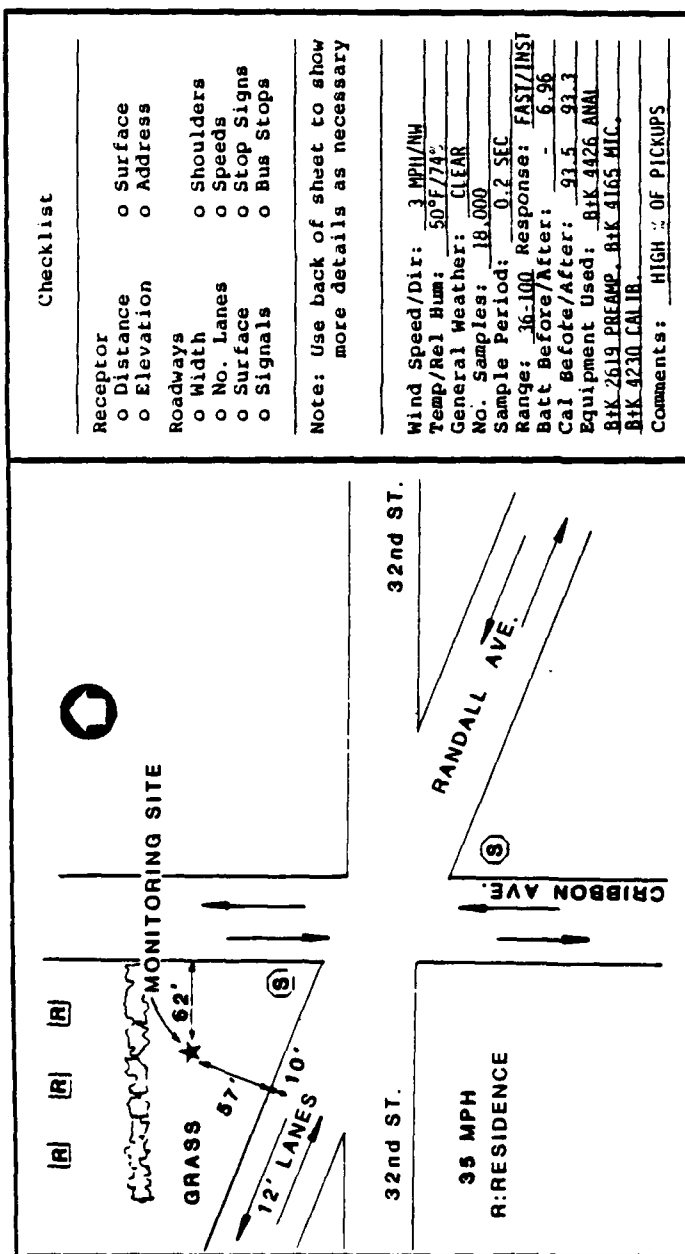 MONITORING SITE
R
R
R
GRASS
62'
57'
10'
12' LANES
S
32nd ST.
32nd ST.
RANDALL AVE.
S
CRIBBON AVE.
35 MPH
R:RESIDENCE
Checklist
Receptor
o Distance o Surface
o Elevation o Address
Roadways
o Width o Shoulders
o No. Lanes o Speeds
o Surface o Stop Signs
o Signals o Bus Stops
Note: Use back of sheet to show
more details as necessary
Wind Speed/Dir: 3 MPH/NW
Temp/Rel Hum: 50°F/74%
General Weather: CLEAR
No. Samples: 18,000
Sample Period: 0.2 SEC
Range: 36-100 Response: FAST/INST
Batt Before/After: - 6.96
Cal Befote/After: 93.5 93.3
Equipment Used: B+K 4426 ANAL
B+K 2619 PREAMP, B+K 4165 MIC.
B+K 4230 CALIB.
Comments: HIGH % OF PICKUPS